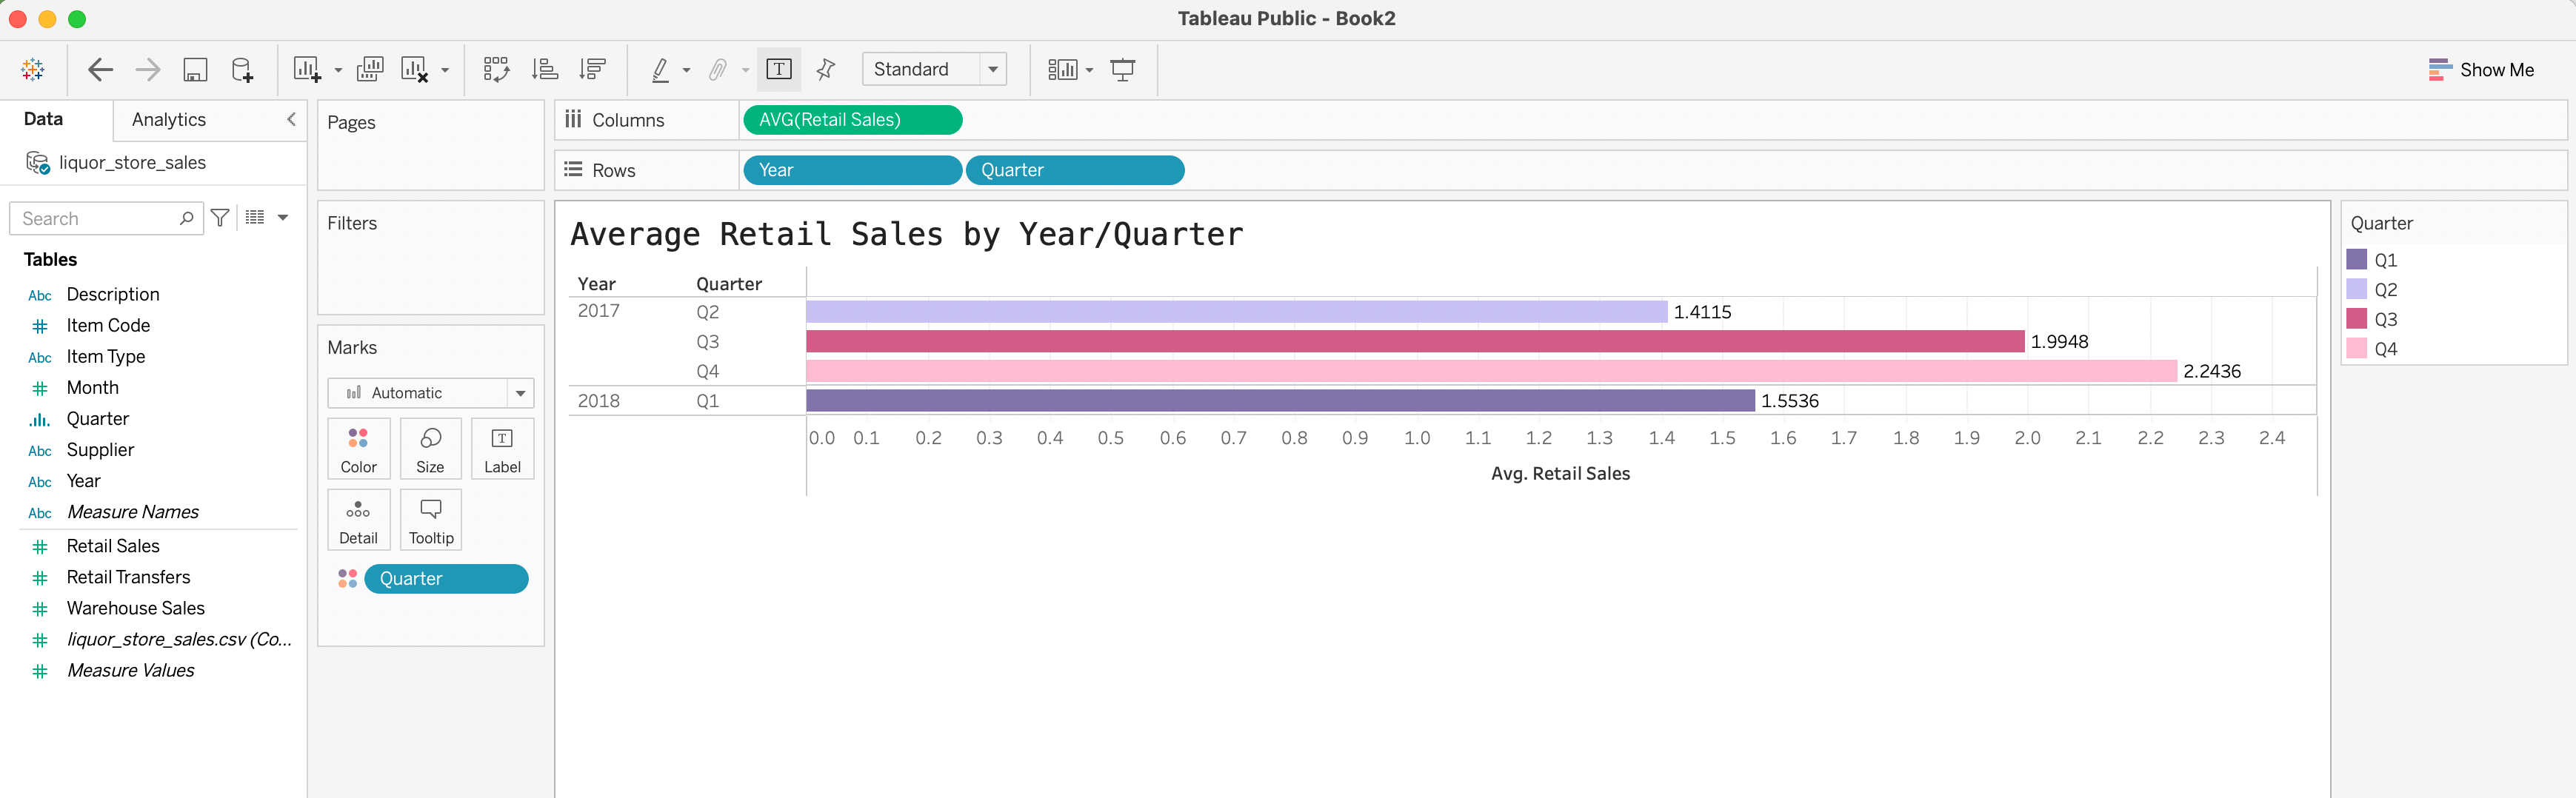 Tableau Public - Book2
Standard
Show Me
Data
Analytics
liquor_store_sales
Search
Tables
Abc Description
# Item Code
Abc Item Type
# Month
Quarter
Abc Supplier
Abc Year
Abc Measure Names
# Retail Sales
# Retail Transfers
# Warehouse Sales
# liquor_store_sales.csv (Co...
# Measure Values
Pages
Filters
Marks
Automatic
Color Size Label
Detail Tooltip
Quarter
Columns AVG(Retail Sales)
Rows Year Quarter
Average Retail Sales by Year/Quarter
Year Quarter
2017 Q2 1.4115
Q3 1.9948
Q4 2.2436
2018 Q1 1.5536
0.0 0.1 0.2 0.3 0.4 0.5 0.6 0.7 0.8 0.9 1.0 1.1 1.2 1.3 1.4 1.5 1.6 1.7 1.8 1.9 2.0 2.1 2.2 2.3 2.4
Avg. Retail Sales
Quarter
Q1
Q2
Q3
Q4